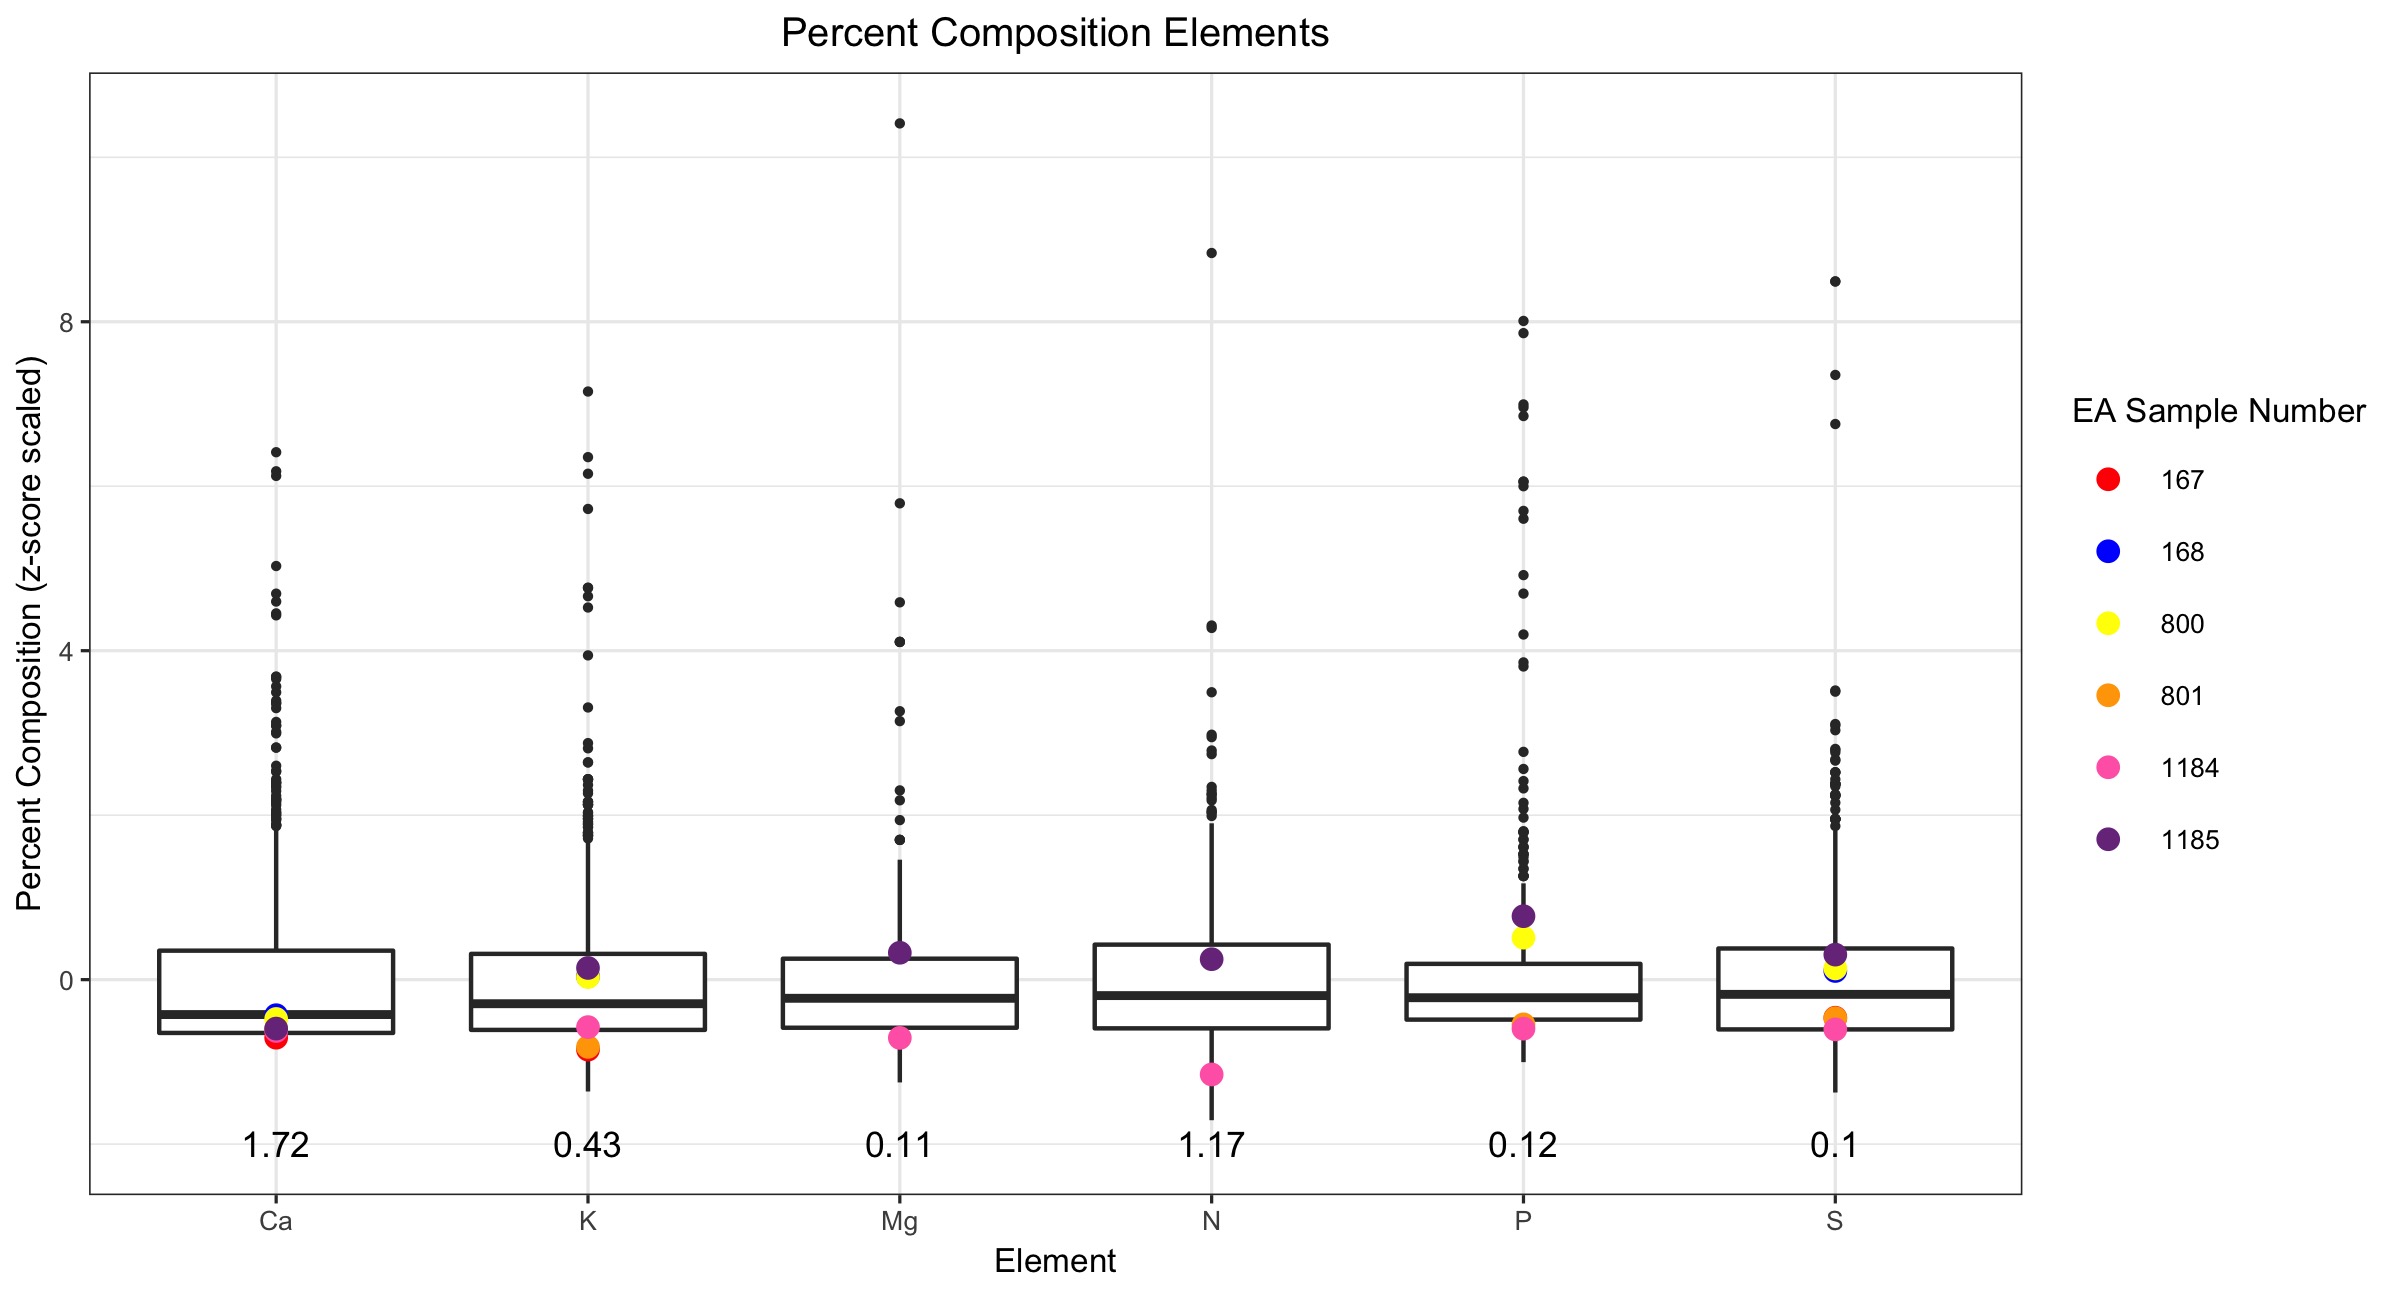 Percent Composition Elements
Percent Composition (z-score scaled)
8
4
0
1.72 0.43 0.11 1.17 0.12 0.1
Ca K Mg N P S
Element
EA Sample Number
167
168
800
801
1184
1185